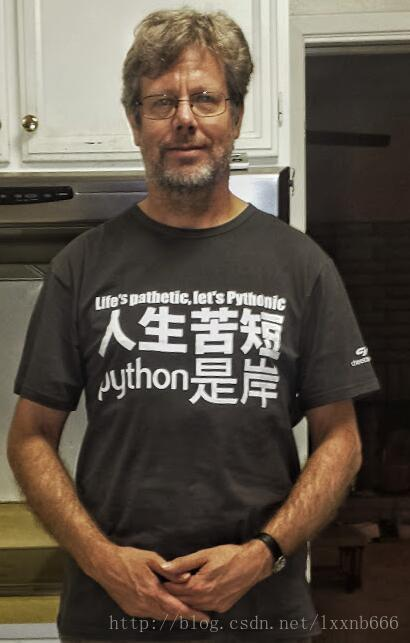 Life's pathetic, let's Pythonic
人生苦短
python是岸
http://blog.csdn.net/lxxnb666